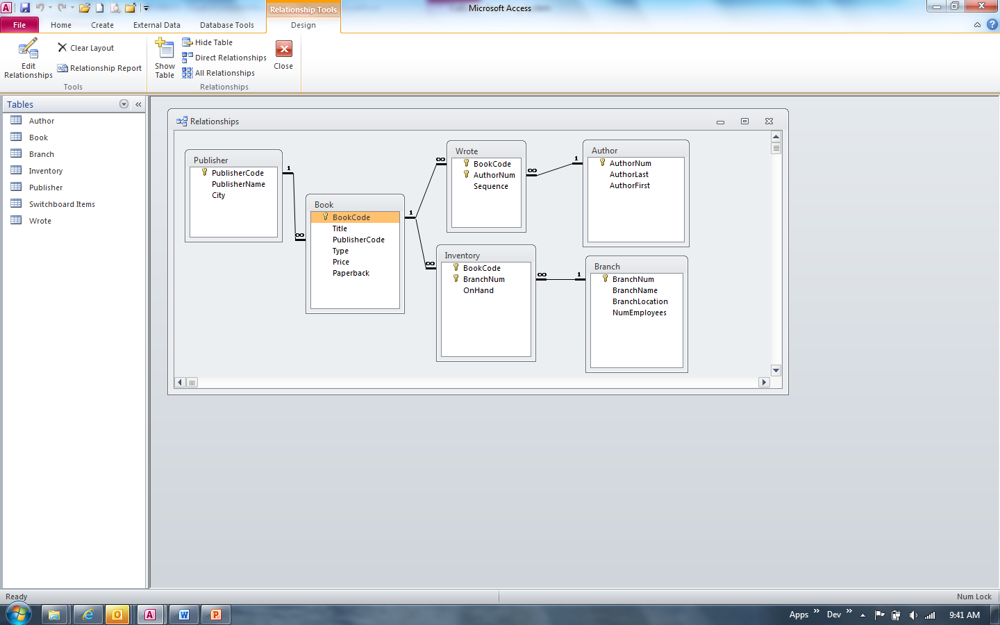 Relationship Tools
Microsoft Access
File
Home
Create
External Data
Database Tools
Design
Edit
Relationships
Clear Layout
Relationship Report
Tools
Show
Table
Hide Table
Direct Relationships
All Relationships
Close
Relationships
Tables
Author
Book
Branch
Inventory
Publisher
Switchboard Items
Wrote
Relationships
Publisher
PublisherCode
PublisherName
City
1
∞
Book
BookCode
Title
PublisherCode
Type
Price
Paperback
1
∞
∞
Wrote
BookCode
AuthorNum
Sequence
∞
1
Author
AuthorNum
AuthorLast
AuthorFirst
Inventory
BookCode
BranchNum
OnHand
∞
1
Branch
BranchNum
BranchName
BranchLocation
NumEmployees
Ready
Num Lock
Apps
Dev
9:41 AM